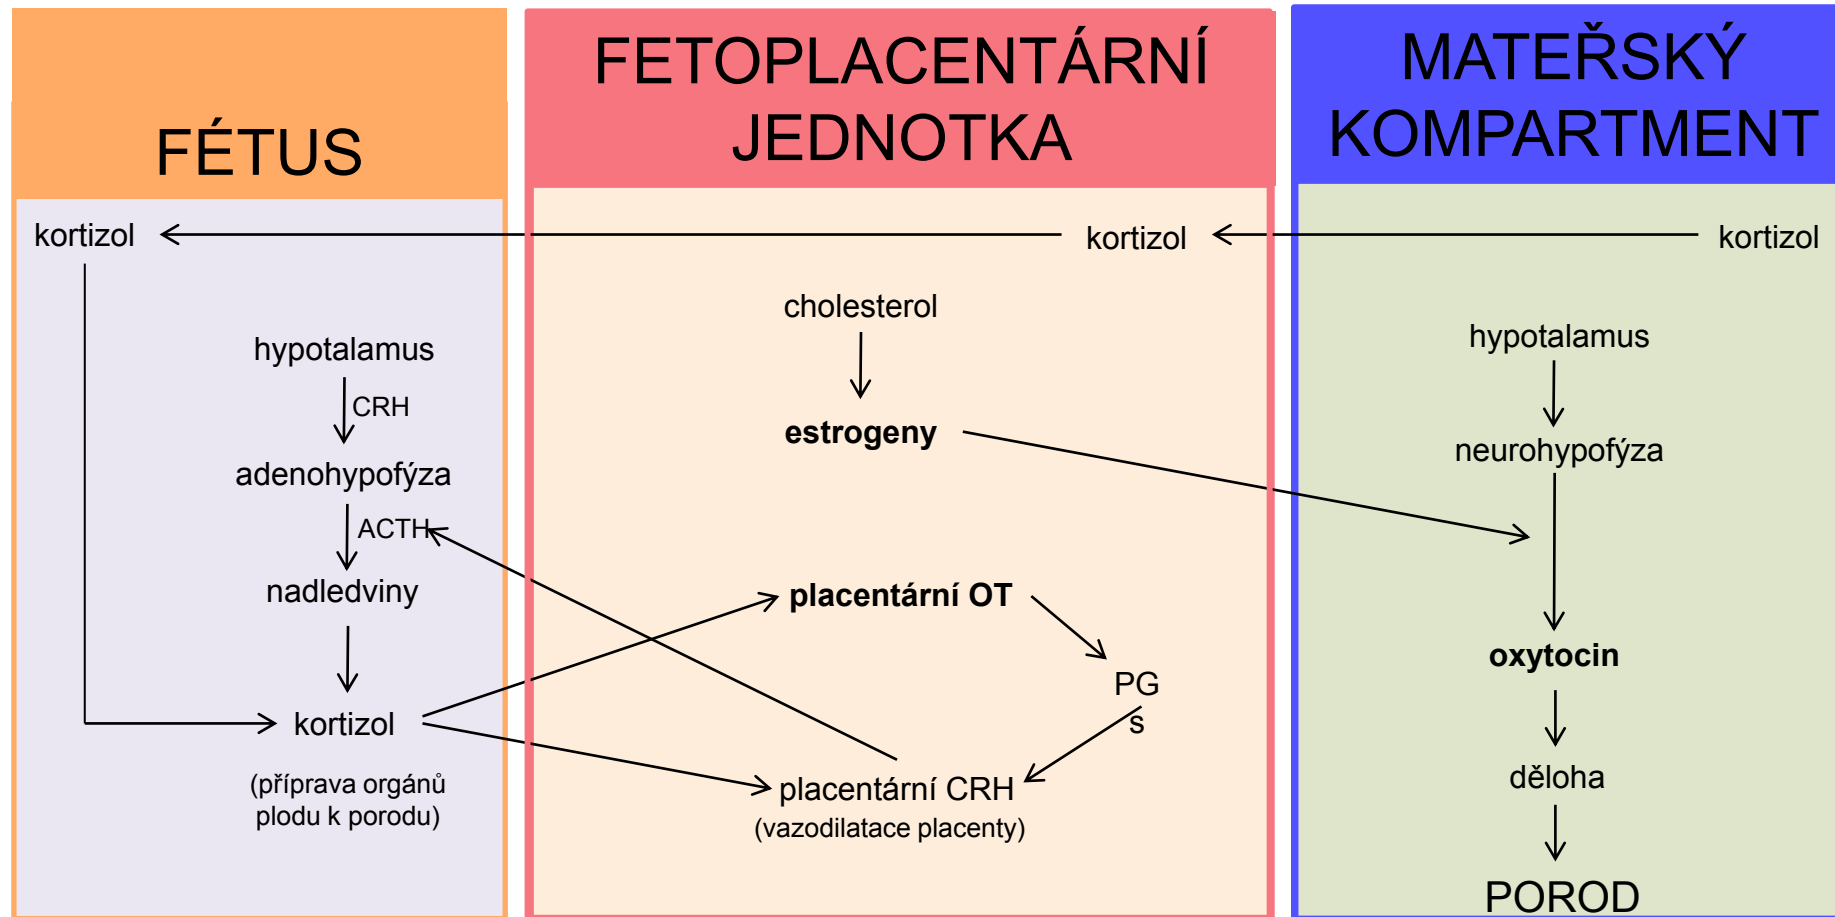 FÉTUS
kortizol
hypotalamus
CRH
adenohypofýza
ACTH
nadledviny
kortizol
(příprava orgánů
plodu k porodu)
FETOPLACENTÁRNÍ
JEDNOTKA
kortizol
cholesterol
estrogeny
placentární OT
PG
s
placentární CRH
(vazodilatace placenty)
MATEŘSKÝ
KOMPARTMENT
kortizol
hypotalamus
neurohypofýza
oxytocin
děloha
POROD